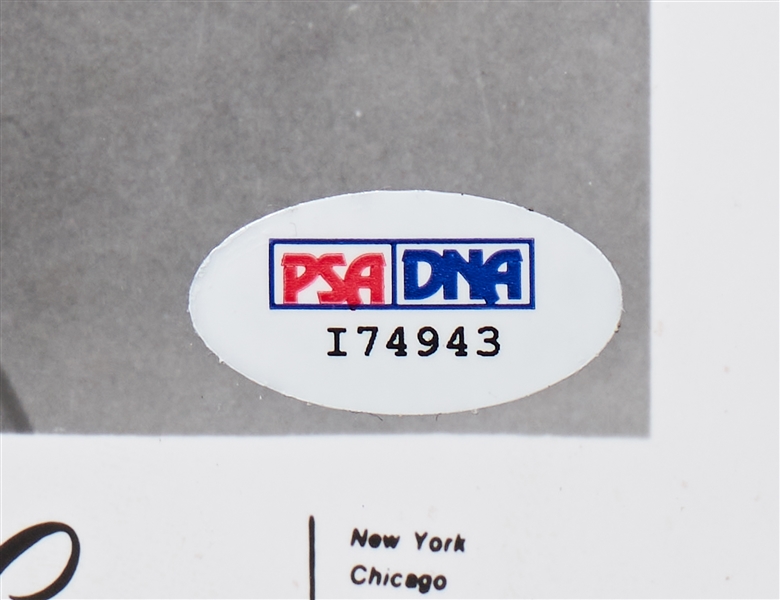 PSA DNA
I74943
New York
Chicago